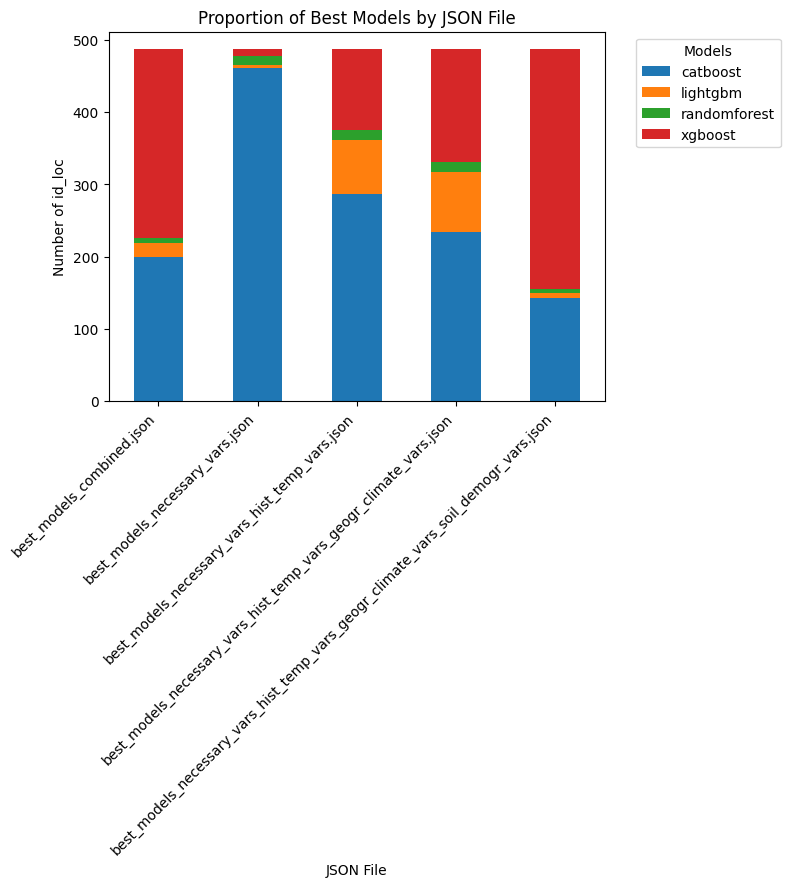 Proportion of Best Models by JSON File
Number of id_loc
500
400
300
200
100
0
Models
catboost
lightgbm
randomforest
xgboost
best_models_combined.json
best_models_necessary_vars.json
best_models_necessary_vars_hist_temp_vars.json
best_models_necessary_vars_hist_temp_vars_geogr_climate_vars.json
best_models_necessary_vars_hist_temp_vars_geogr_climate_vars_soil_demogr_vars.json
JSON File